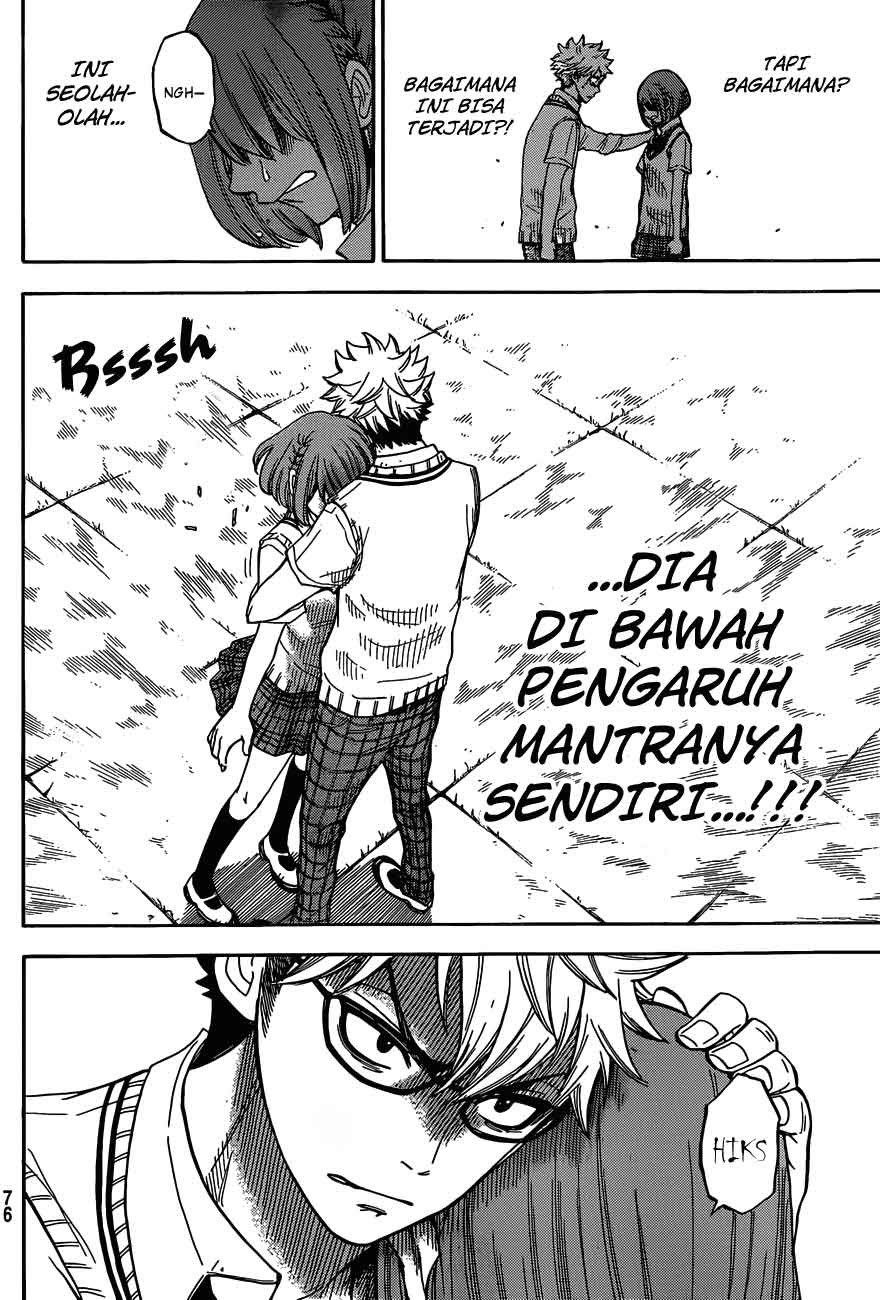 TAPI
BAGAIMANA?
BAGAIMANA
INI BISA
TERJADI?!
NGH—
INI
SEOLAH-
OLAH...
Bsssh
...DIA
DI BAWAH
PENGARUH
MANTRANYA
SENDIRI...!!!
HIKS
76